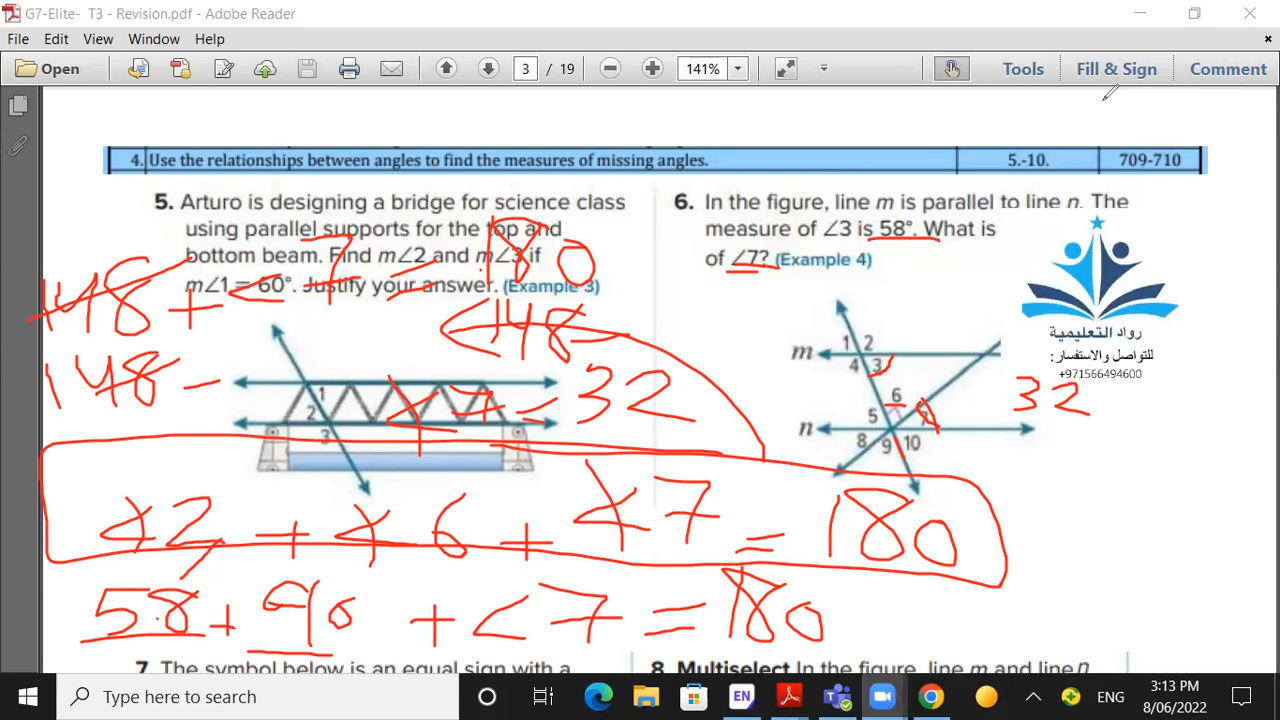 G7-Elite- T3 - Revision.pdf - Adobe Reader
File Edit View Window Help
Open
3 / 19
141%
Tools Fill & Sign Comment
4. Use the relationships between angles to find the measures of missing angles. 5.-10. 709-710
5. Arturo is designing a bridge for science class
using parallel supports for the top and
bottom beam. Find m∠2 and m∠3 if
m∠1 = 60°. Justify your answer. (Example 3)
1
2
3
148 + < 7 = 180
<148
148 - <7 = 32
6. In the figure, line m is parallel to line n. The
measure of ∠3 is 58°. What is
of ∠7? (Example 4)
رواد التعليمية
للتواصل والاستفسار:
+971566494600
m 1 2
4 3
6
5
n
8 9 10
32
<2 + <6 + <7 = 180
58 + 90 + <7 = 180
7. The symbol below is an equal sign with a
8. Multiselect In the figure, line m and line n
Type here to search
EN
ENG
3:13 PM
8/06/2022